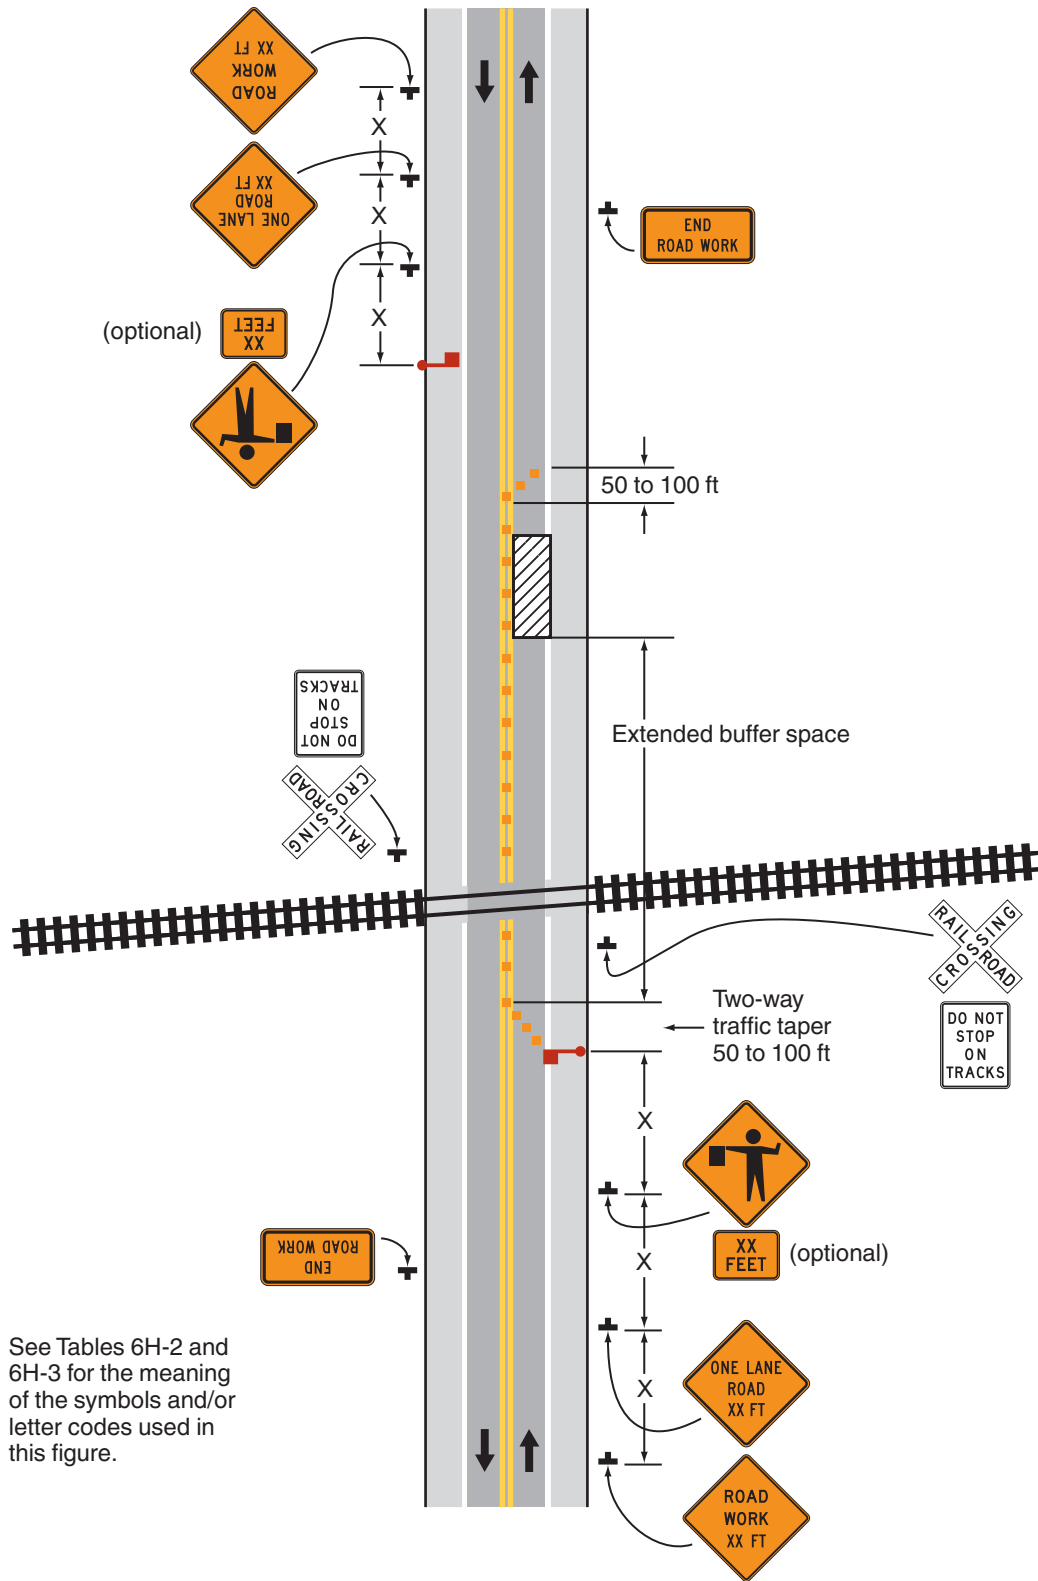 ROAD
WORK
XX FT
X
ONE LANE
ROAD
XX FT
X
END
ROAD WORK
(optional)
XX
FEET
X
50 to 100 ft
DO NOT
STOP
ON
TRACKS
Extended buffer space
RAILROAD
CROSSING
RAILROAD
CROSSING
Two-way
traffic taper
50 to 100 ft
DO NOT
STOP
ON
TRACKS
X
END
ROAD WORK
XX
FEET
(optional)
X
See Tables 6H-2 and
6H-3 for the meaning
of the symbols and/or
letter codes used in
this figure.
ONE LANE
ROAD
XX FT
X
ROAD
WORK
XX FT